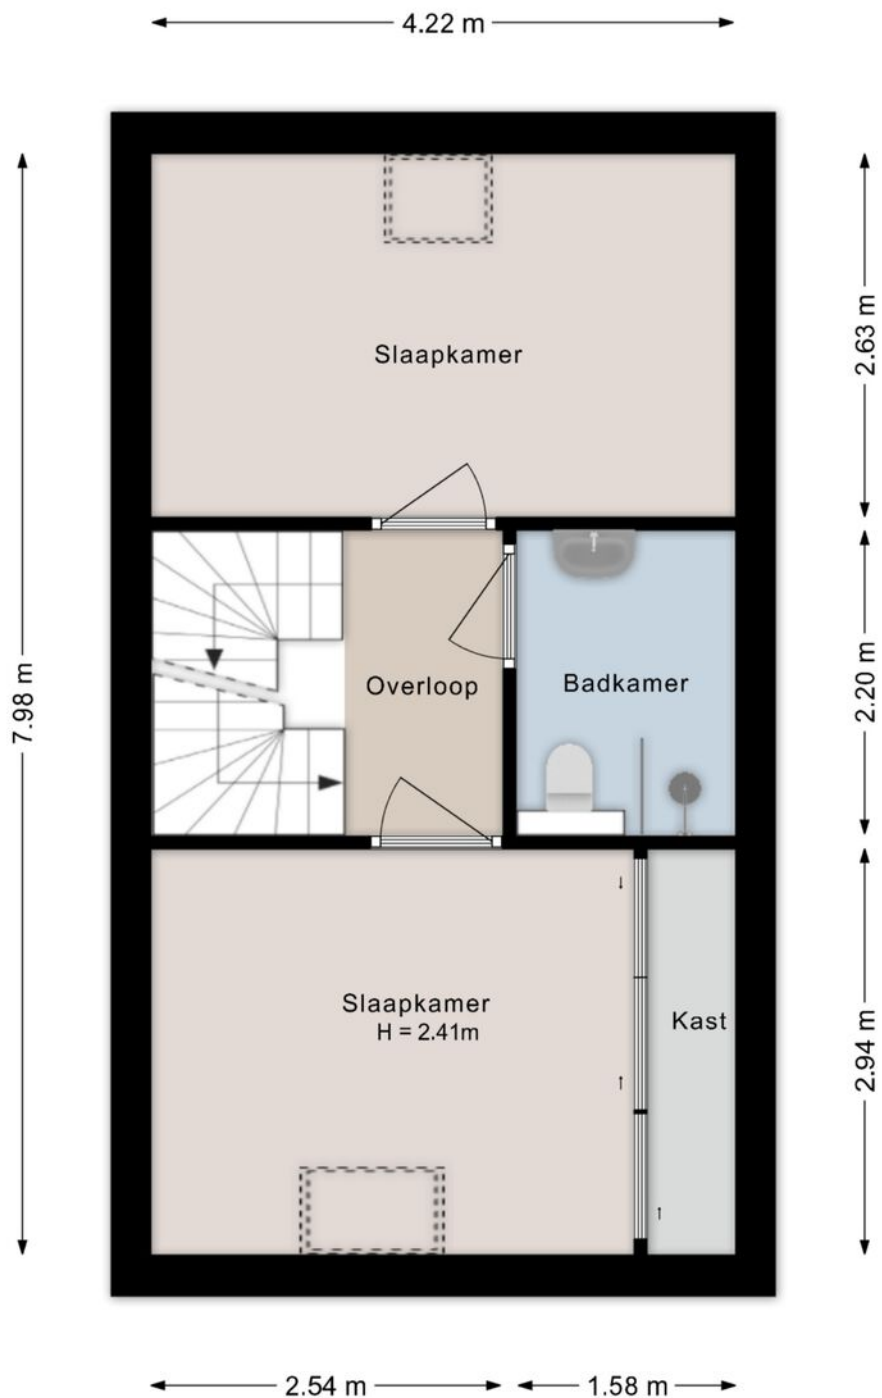 4.22 m
Slaapkamer
2.63 m
7.98 m
Overloop
Badkamer
2.20 m
Slaapkamer
H = 2.41m
Kast
2.94 m
2.54 m
1.58 m